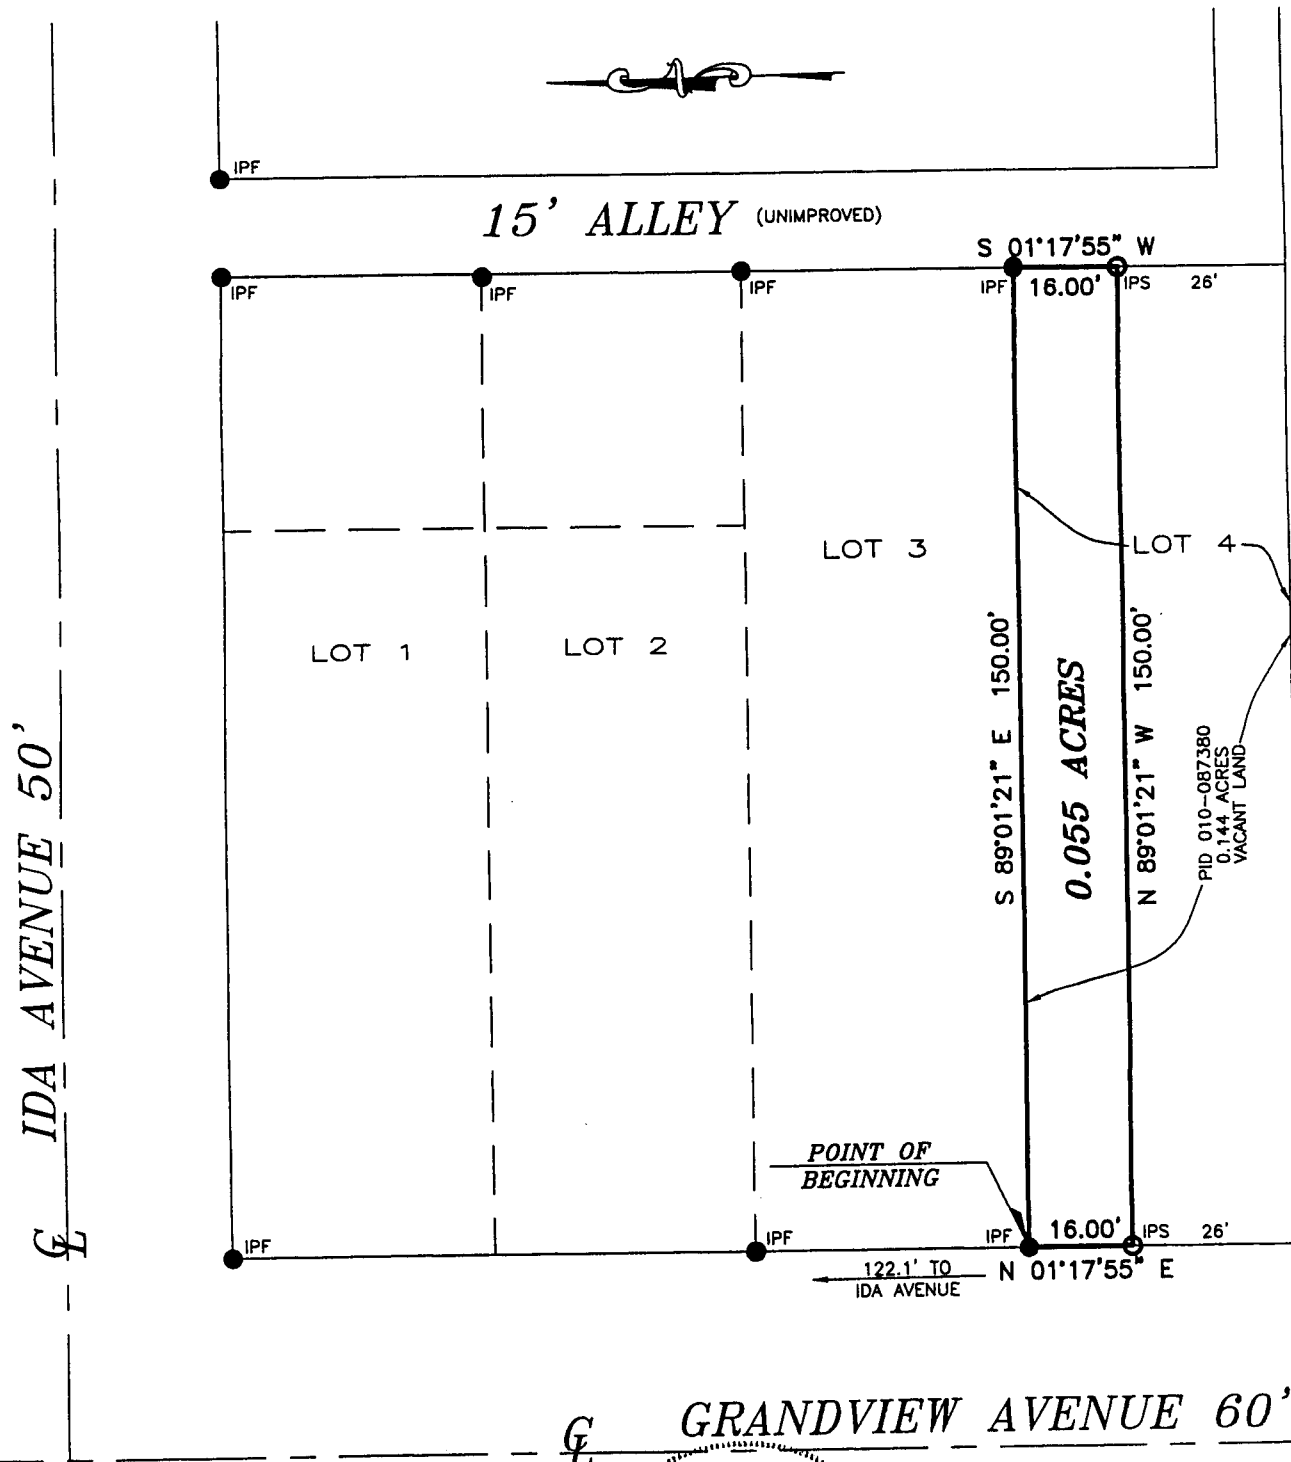 IPF
15' ALLEY (UNIMPROVED)
S 01°17'55" W
IPF
IPF
IPF
IPF
16.00'
IPS
26'
LOT 1
LOT 2
LOT 3
LOT 4
S 89°01'21" E 150.00'
0.055 ACRES
N 89°01'21" W 150.00'
PID 010-087380
0.144 ACRES
VACANT LAND
IDA AVENUE 50'
POINT OF
BEGINNING
IPF
IPF
IPF
16.00'
IPS
26'
122.1' TO
IDA AVENUE
N 01°17'55" E
CL
CL
GRANDVIEW AVENUE 60'